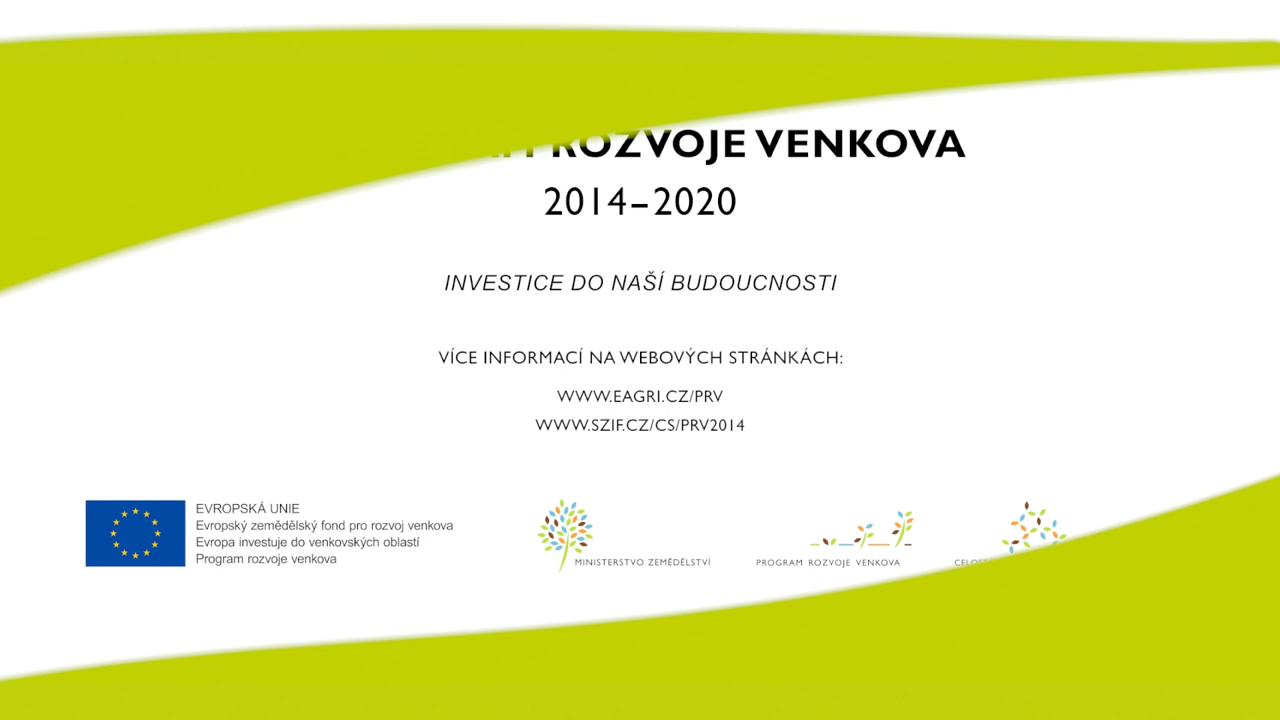 ROZVOJE VENKOVA
2014–2020
INVESTICE DO NAŠÍ BUDOUCNOSTI
VÍCE INFORMACÍ NA WEBOVÝCH STRÁNKÁCH:
WWW.EAGRI.CZ/PRV
WWW.SZIF.CZ/CS/PRV2014
EVROPSKÁ UNIE
Evropský zemědělský fond pro rozvoj venkova
Evropa investuje do venkovských oblastí
Program rozvoje venkova
MINISTERSTVO ZEMĚDĚLSTVÍ
PROGRAM ROZVOJE VENKOVA